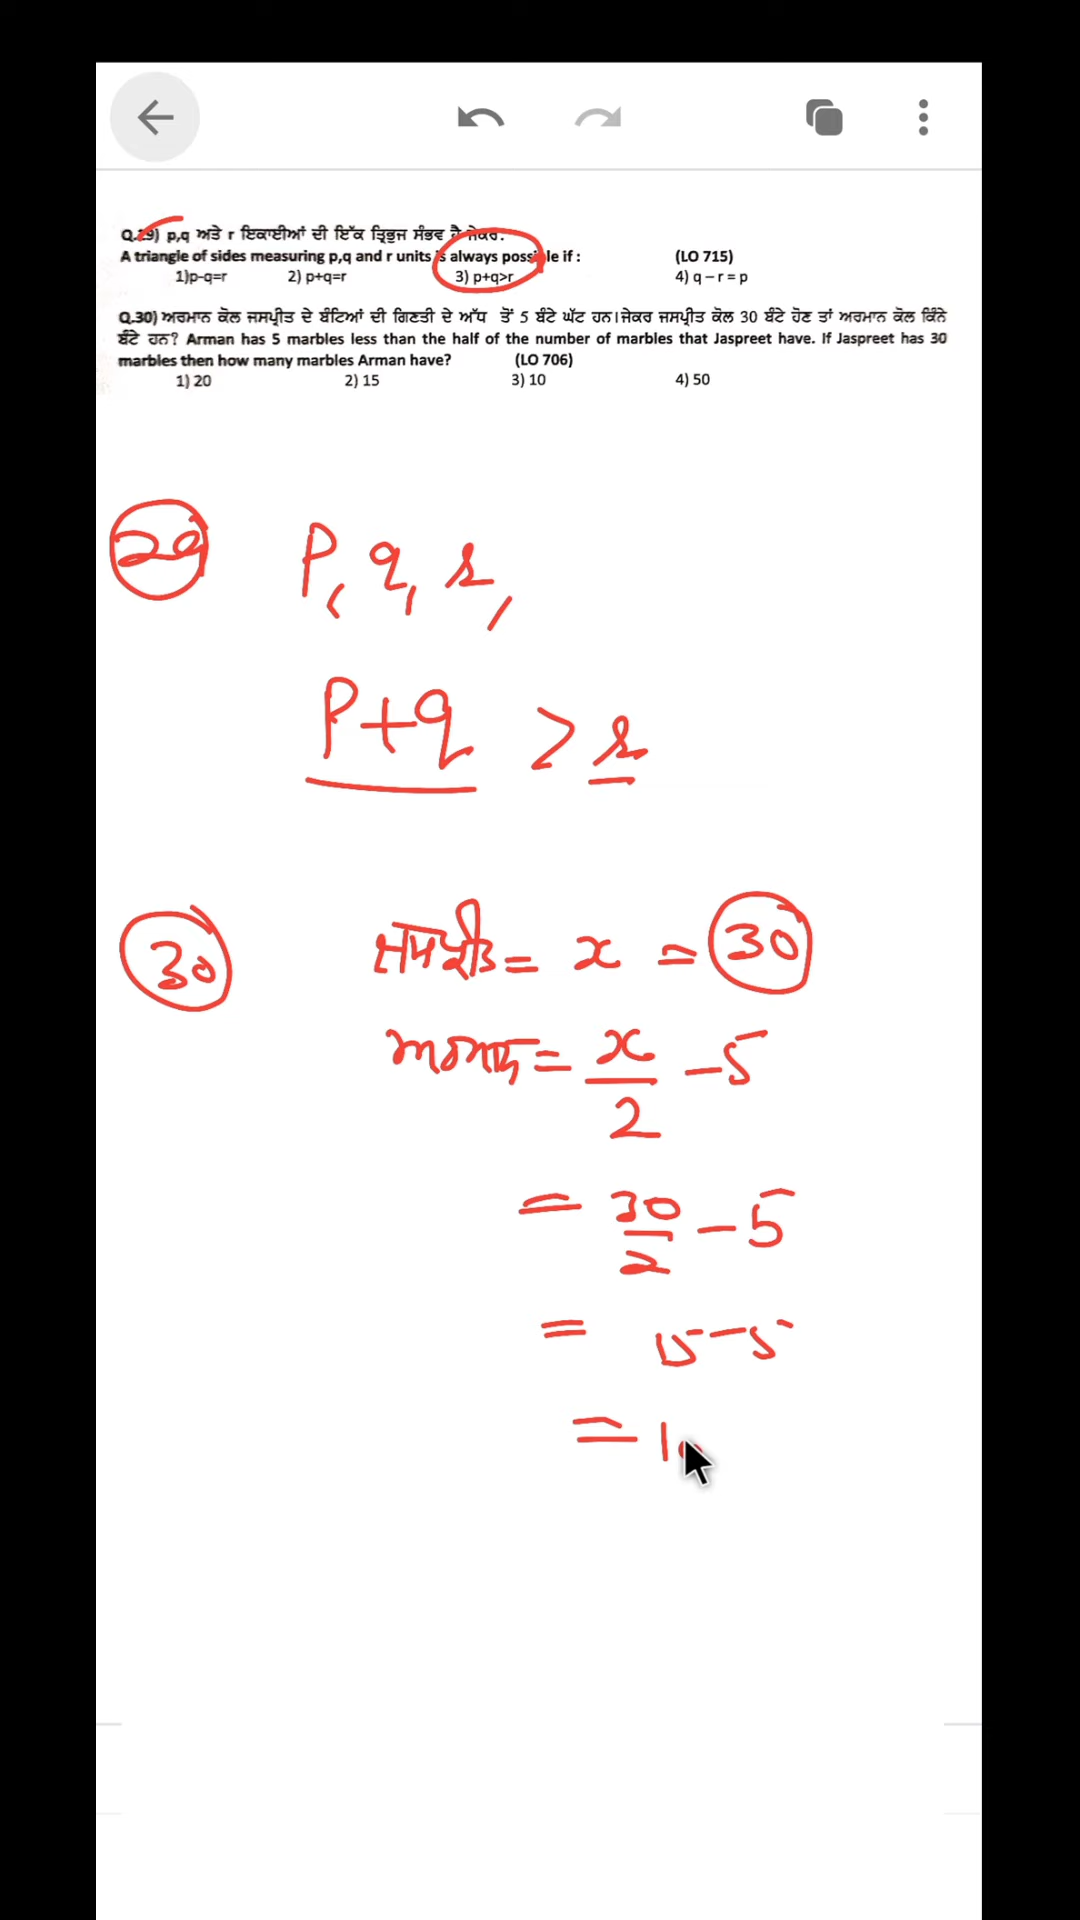 Q.29) p,q ਅਤੇ r ਇਕਾਈਆਂ ਦੀ ਇੱਕ ਤ੍ਰਿਭੁਜ ਸੰਭਵ ਹੈ ਜੇਕਰ:
A triangle of sides measuring p,q and r units is always possible if : (LO 715)
1)p-q=r 2) p+q=r 3) p+q>r 4) q – r = p
Q.30) ਅਰਮਾਨ ਕੋਲ ਜਸਪ੍ਰੀਤ ਦੇ ਬੰਟਿਆਂ ਦੀ ਗਿਣਤੀ ਦੇ ਅੱਧ ਤੋਂ 5 ਬੰਟੇ ਘੱਟ ਹਨ।ਜੇਕਰ ਜਸਪ੍ਰੀਤ ਕੋਲ 30 ਬੰਟੇ ਹੋਣ ਤਾਂ ਅਰਮਾਨ ਕੋਲ ਕਿੰਨੇ
ਬੰਟੇ ਹਨ? Arman has 5 marbles less than the half of the number of marbles that Jaspreet have. If Jaspreet has 30
marbles then how many marbles Arman have? (LO 706)
1) 20 2) 15 3) 10 4) 50
29 P, q, r,
P+q > r
30 ਜਸਪ੍ਰੀਤ = x = 30
ਅਰਮਾਨ = x/2 - 5
= 30/2 - 5
= 15-5
= 1